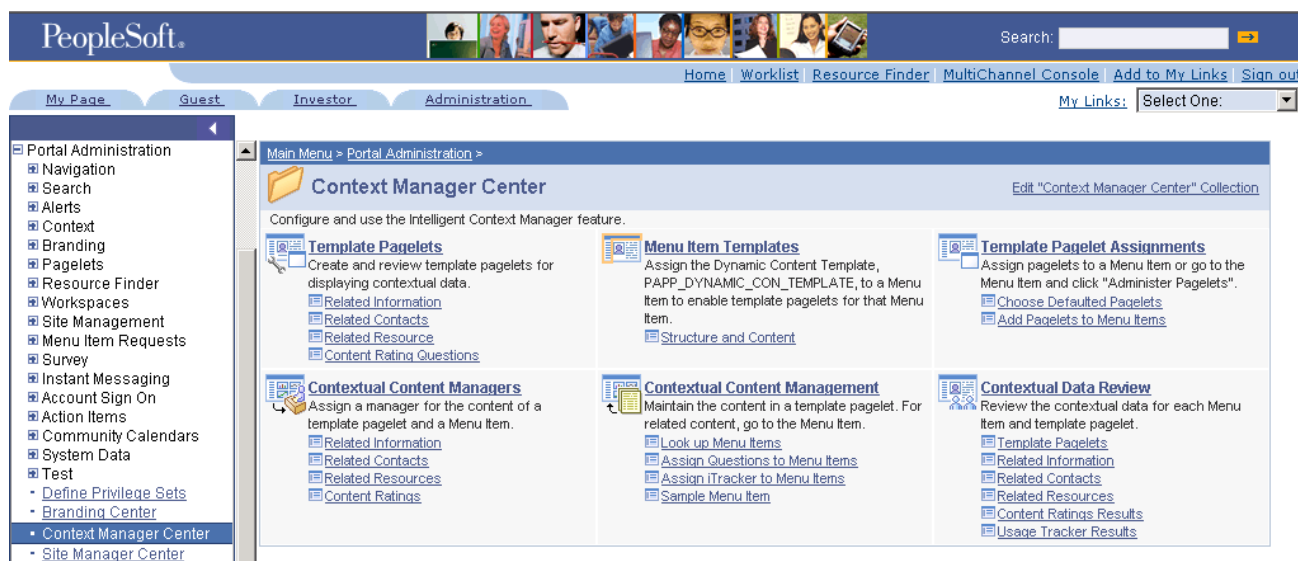 PeopleSoft®
Search:
Home | Worklist | Resource Finder | MultiChannel Console | Add to My Links | Sign out
My Page
Guest
Investor
Administration
My Links: Select One:
Portal Administration
Navigation
Search
Alerts
Context
Branding
Pagelets
Resource Finder
Workspaces
Site Management
Menu Item Requests
Survey
Instant Messaging
Account Sign On
Action Items
Community Calendars
System Data
Test
Define Privilege Sets
Branding Center
Context Manager Center
Site Manager Center
Main Menu > Portal Administration >
Context Manager Center
Edit "Context Manager Center" Collection
Configure and use the Intelligent Context Manager feature.
Template Pagelets
Create and review template pagelets for
displaying contextual data.
Related Information
Related Contacts
Related Resource
Content Rating Questions
Menu Item Templates
Assign the Dynamic Content Template,
PAPP_DYNAMIC_CON_TEMPLATE, to a Menu
Item to enable template pagelets for that Menu
Item.
Structure and Content
Template Pagelet Assignments
Assign pagelets to a Menu Item or go to the
Menu Item and click "Administer Pagelets".
Choose Defaulted Pagelets
Add Pagelets to Menu Items
Contextual Content Managers
Assign a manager for the content of a
template pagelet and a Menu Item.
Related Information
Related Contacts
Related Resources
Content Ratings
Contextual Content Management
Maintain the content in a template pagelet. For
related content, go to the Menu Item.
Look up Menu Items
Assign Questions to Menu Items
Assign iTracker to Menu Items
Sample Menu Item
Contextual Data Review
Review the contextual data for each Menu
Item and template pagelet.
Template Pagelets
Related Information
Related Contacts
Related Resources
Content Ratings Results
Usage Tracker Results